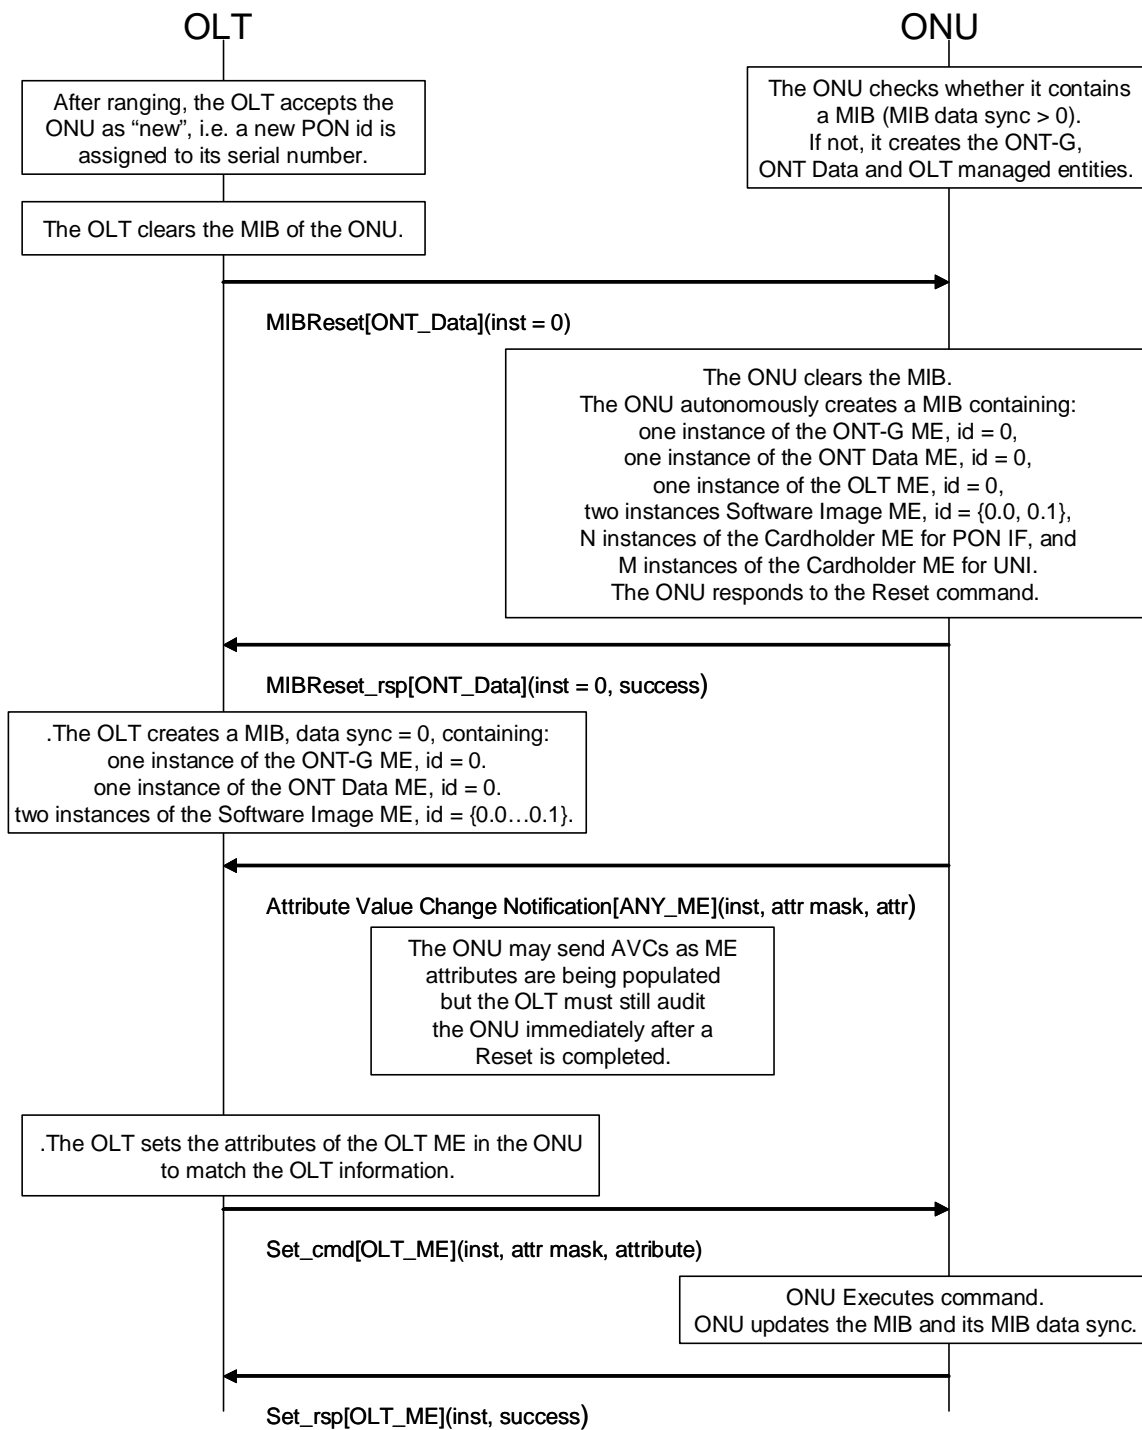 OLT
ONU
After ranging, the OLT accepts the
ONU as “new”, i.e. a new PON id is
assigned to its serial number.
The ONU checks whether it contains
a MIB (MIB data sync > 0).
If not, it creates the ONT-G,
ONT Data and OLT managed entities.
The OLT clears the MIB of the ONU.
MIBReset[ONT_Data](inst = 0)
The ONU clears the MIB.
The ONU autonomously creates a MIB containing:
one instance of the ONT-G ME, id = 0,
one instance of the ONT Data ME, id = 0,
one instance of the OLT ME, id = 0,
two instances Software Image ME, id = {0.0, 0.1},
N instances of the Cardholder ME for PON IF, and
M instances of the Cardholder ME for UNI.
The ONU responds to the Reset command.
MIBReset_rsp[ONT_Data](inst = 0, success)
.The OLT creates a MIB, data sync = 0, containing:
one instance of the ONT-G ME, id = 0.
one instance of the ONT Data ME, id = 0.
two instances of the Software Image ME, id = {0.0…0.1}.
Attribute Value Change Notification[ANY_ME](inst, attr mask, attr)
The ONU may send AVCs as ME
attributes are being populated
but the OLT must still audit
the ONU immediately after a
Reset is completed.
.The OLT sets the attributes of the OLT ME in the ONU
to match the OLT information.
Set_cmd[OLT_ME](inst, attr mask, attribute)
ONU Executes command.
ONU updates the MIB and its MIB data sync.
Set_rsp[OLT_ME](inst, success)